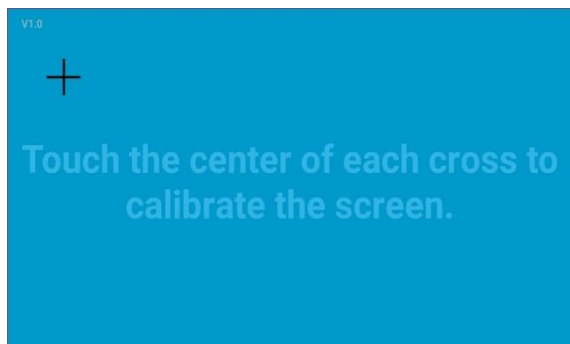 V1.0
Touch the center of each cross to
calibrate the screen.